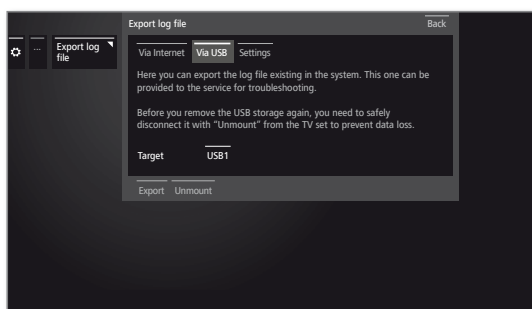 Export log file
Back
...
Export log
file
Via Internet Via USB Settings
Here you can export the log file existing in the system. This one can be
provided to the service for troubleshooting.
Before you remove the USB storage again, you need to safely
disconnect it with “Unmount” from the TV set to prevent data loss.
Target USB1
Export Unmount